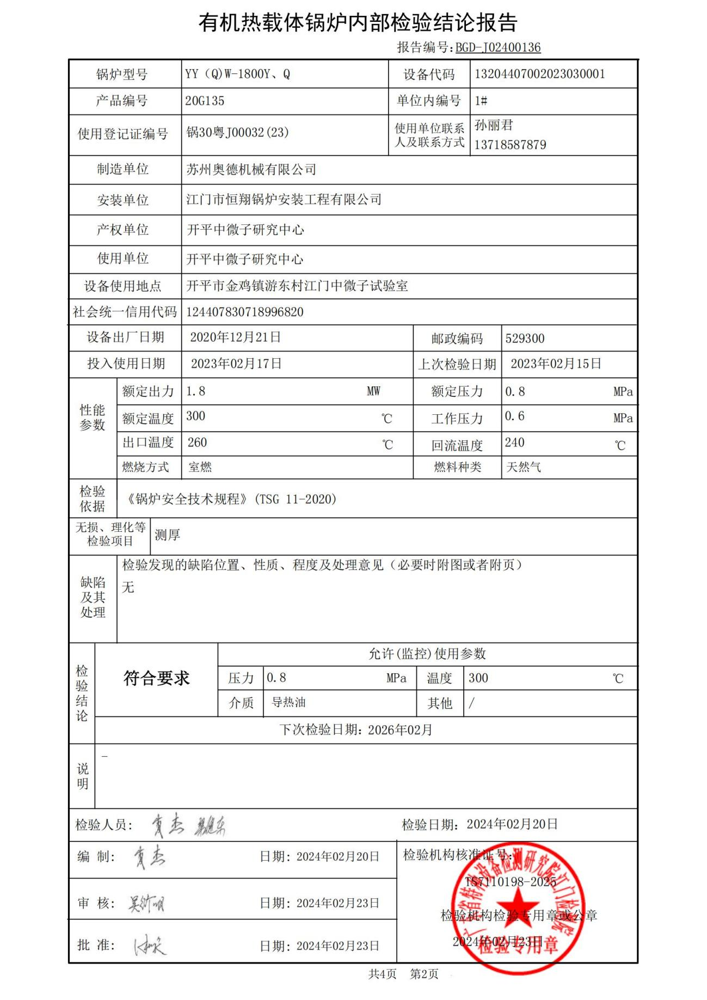 有机热载体锅炉内部检验结论报告
报告编号:BGD-J02400136
锅炉型号 YY（Q)W-1800Y、Q 设备代码 13204407002023030001
产品编号 20G135 单位内编号 1#
使用登记证编号 锅30粤J00032(23) 使用单位联系 孙丽君
人及联系方式 13718587879
制造单位 苏州奥德机械有限公司
安装单位 江门市恒翔锅炉安装工程有限公司
产权单位 开平中微子研究中心
使用单位 开平中微子研究中心
设备使用地点 开平市金鸡镇游东村江门中微子试验室
社会统一信用代码 124407830718996820
设备出厂日期 2020年12月21日 邮政编码 529300
投入使用日期 2023年02月17日 上次检验日期 2023年02月15日
性能
参数
额定出力 1.8 MW 额定压力 0.8 MPa
额定温度 300 ℃ 工作压力 0.6 MPa
出口温度 260 ℃ 回流温度 240 ℃
燃烧方式 室燃 燃料种类 天然气
检验
依据
《锅炉安全技术规程》(TSG 11-2020)
无损、理化等
检验项目
测厚
缺陷
及其
处理
检验发现的缺陷位置、性质、程度及处理意见（必要时附图或者附页）
无
检验结论
符合要求
允许(监控)使用参数
压力 0.8 MPa 温度 300 ℃
介质 导热油 其他 /
下次检验日期: 2026年02月
说明
–
检验人员: 检验日期: 2024年02月20日
编 制: 日期: 2024年02月20日
审 核: 日期: 2024年02月23日
批 准: 日期: 2024年02月23日
检验机构核准证号:
TS7110198-2025
检验机构检验专用章或公章
2024年02月23日
广东省特种设备检测研究院江门检测院
检验专用章
共4页 第2页